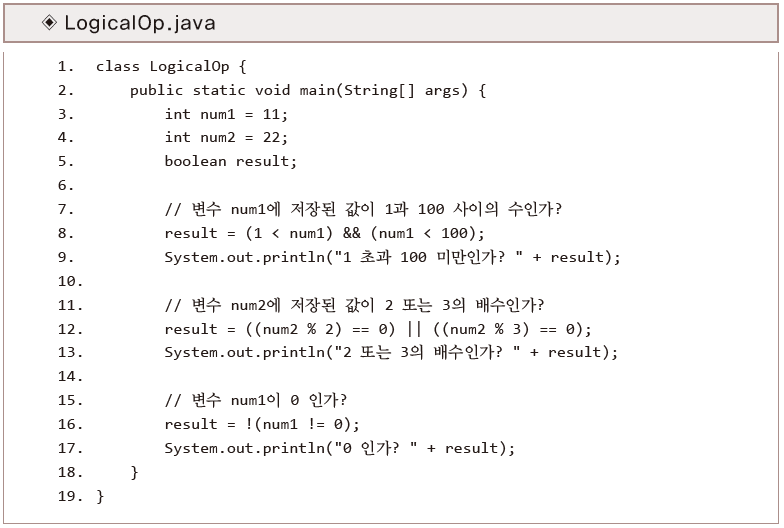 ◈ LogicalOp.java
1. class LogicalOp {
2. public static void main(String[] args) {
3. int num1 = 11;
4. int num2 = 22;
5. boolean result;
6.
7. // 변수 num1에 저장된 값이 1과 100 사이의 수인가?
8. result = (1 < num1) && (num1 < 100);
9. System.out.println("1 초과 100 미만인가? " + result);
10.
11. // 변수 num2에 저장된 값이 2 또는 3의 배수인가?
12. result = ((num2 % 2) == 0) || ((num2 % 3) == 0);
13. System.out.println("2 또는 3의 배수인가? " + result);
14.
15. // 변수 num1이 0 인가?
16. result = !(num1 != 0);
17. System.out.println("0 인가? " + result);
18. }
19. }